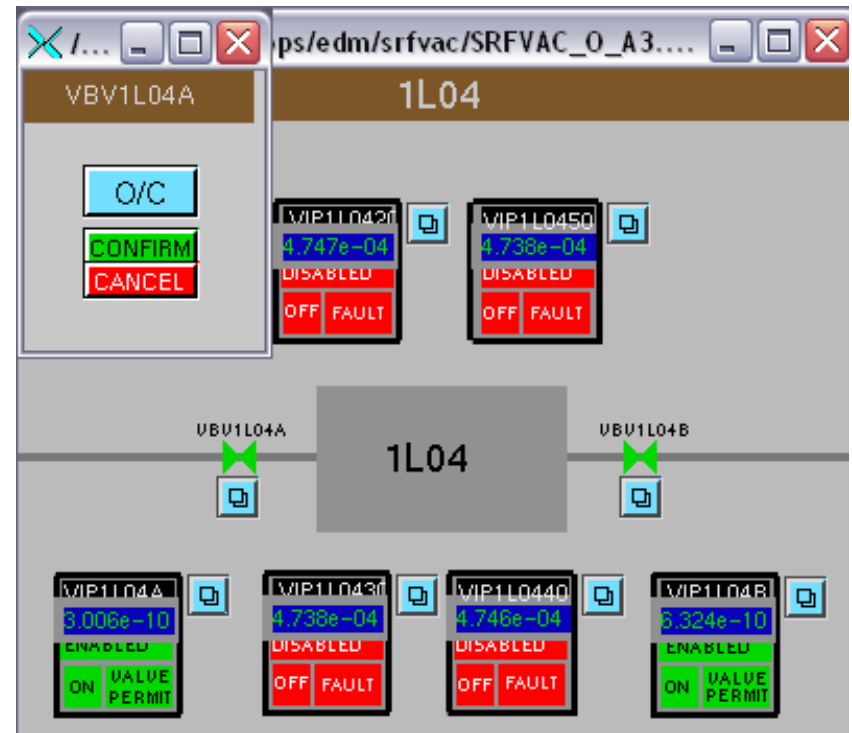 /...
ps/edm/srfvac/SRFVAC_O_A3....
VBV1L04A
1L04
O/C
CONFIRM
CANCEL
VIP1L0420
4.747e-04
DISABLED
OFF FAULT
VIP1L0450
4.738e-04
DISABLED
OFF FAULT
VBV1L04A
1L04
VBV1L04B
VIP1L04A
3.006e-10
ENABLED
ON VALVE PERMIT
VIP1L0430
4.738e-04
DISABLED
OFF FAULT
VIP1L0440
4.746e-04
DISABLED
OFF FAULT
VIP1L04B
6.324e-10
ENABLED
ON VALVE PERMIT